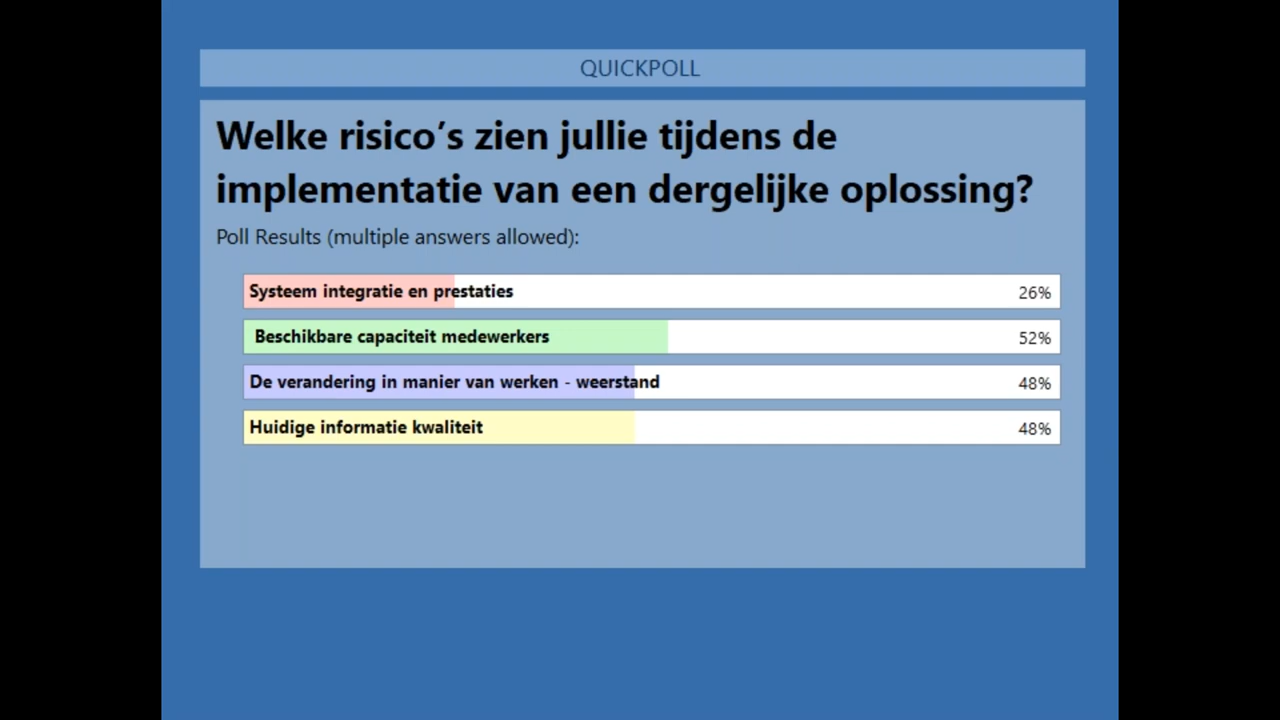 QUICKPOLL
Welke risico’s zien jullie tijdens de
implementatie van een dergelijke oplossing?
Poll Results (multiple answers allowed):
Systeem integratie en prestaties 26%
Beschikbare capaciteit medewerkers 52%
De verandering in manier van werken - weerstand 48%
Huidige informatie kwaliteit 48%